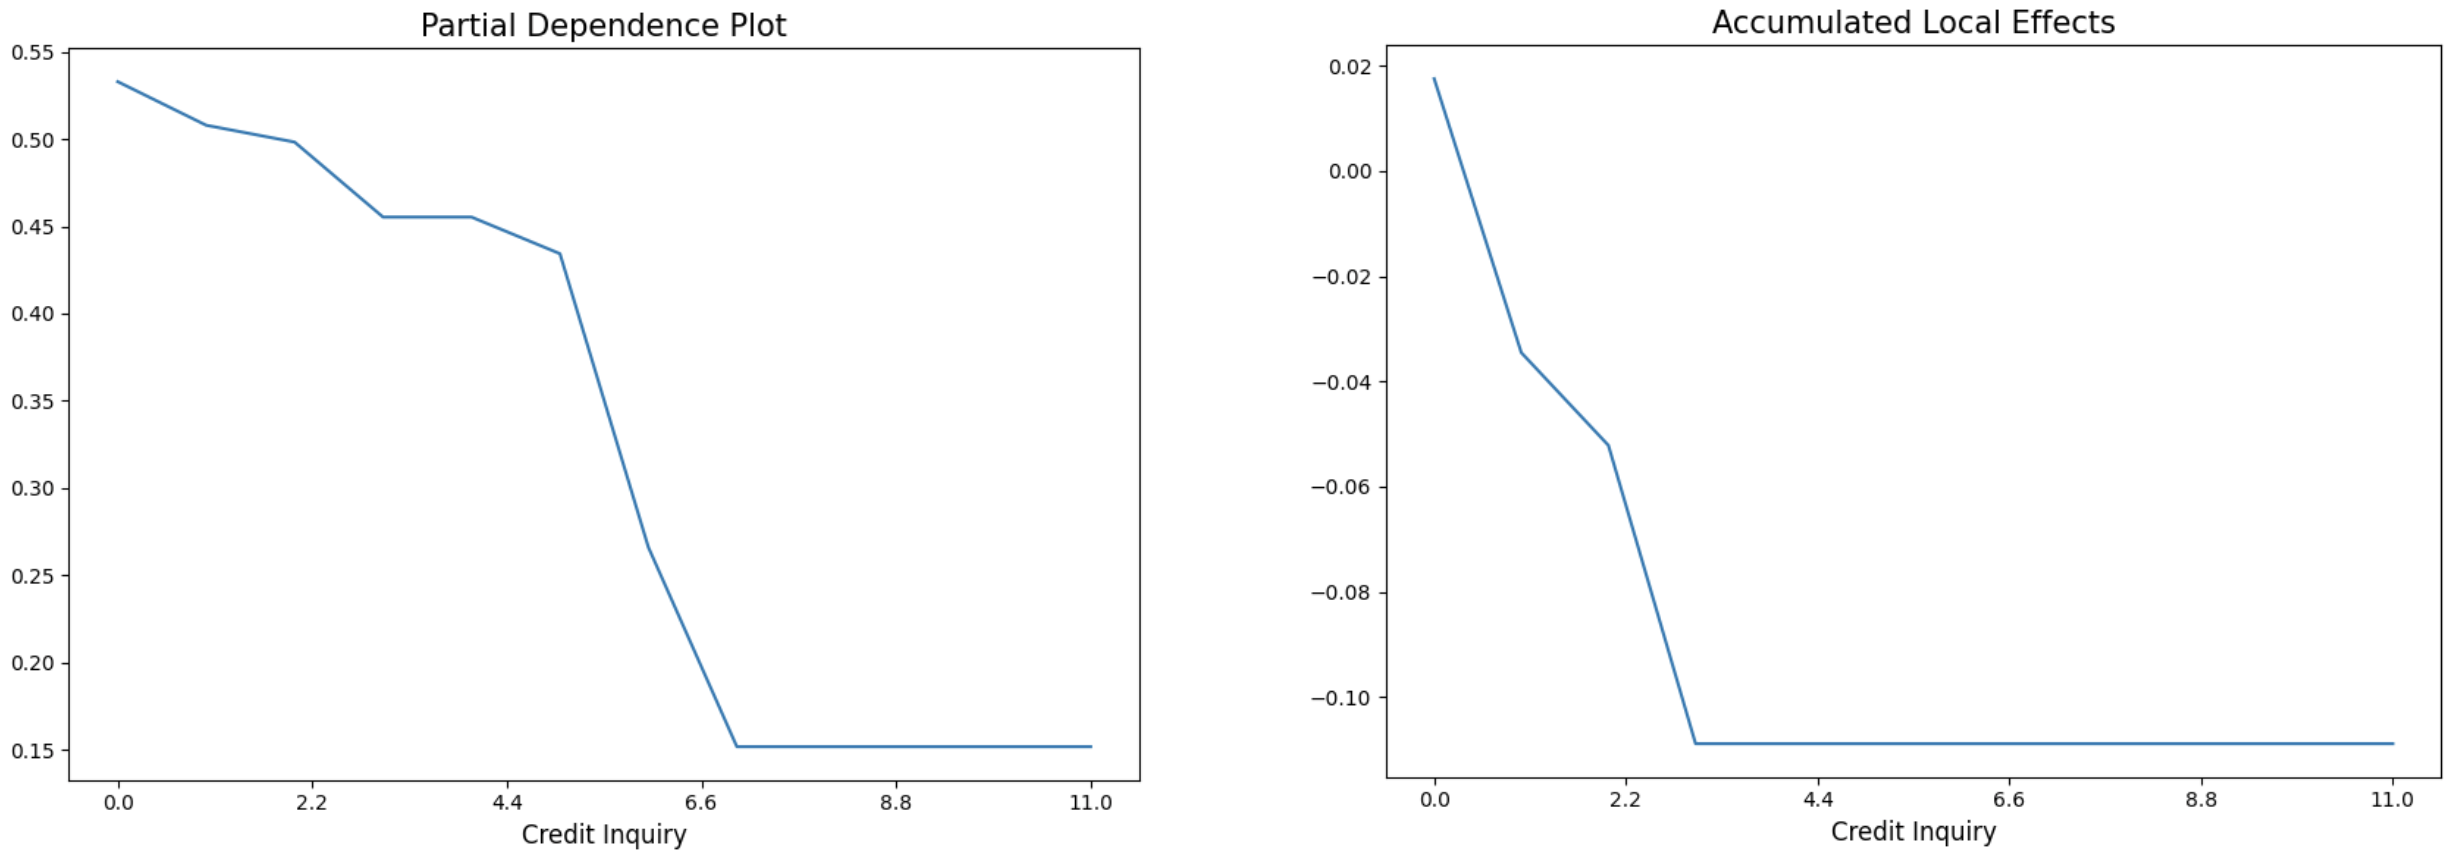 Partial Dependence Plot
0.55
0.50
0.45
0.40
0.35
0.30
0.25
0.20
0.15
0.0 2.2 4.4 6.6 8.8 11.0
Credit Inquiry
Accumulated Local Effects
0.02
0.00
−0.02
−0.04
−0.06
−0.08
−0.10
0.0 2.2 4.4 6.6 8.8 11.0
Credit Inquiry